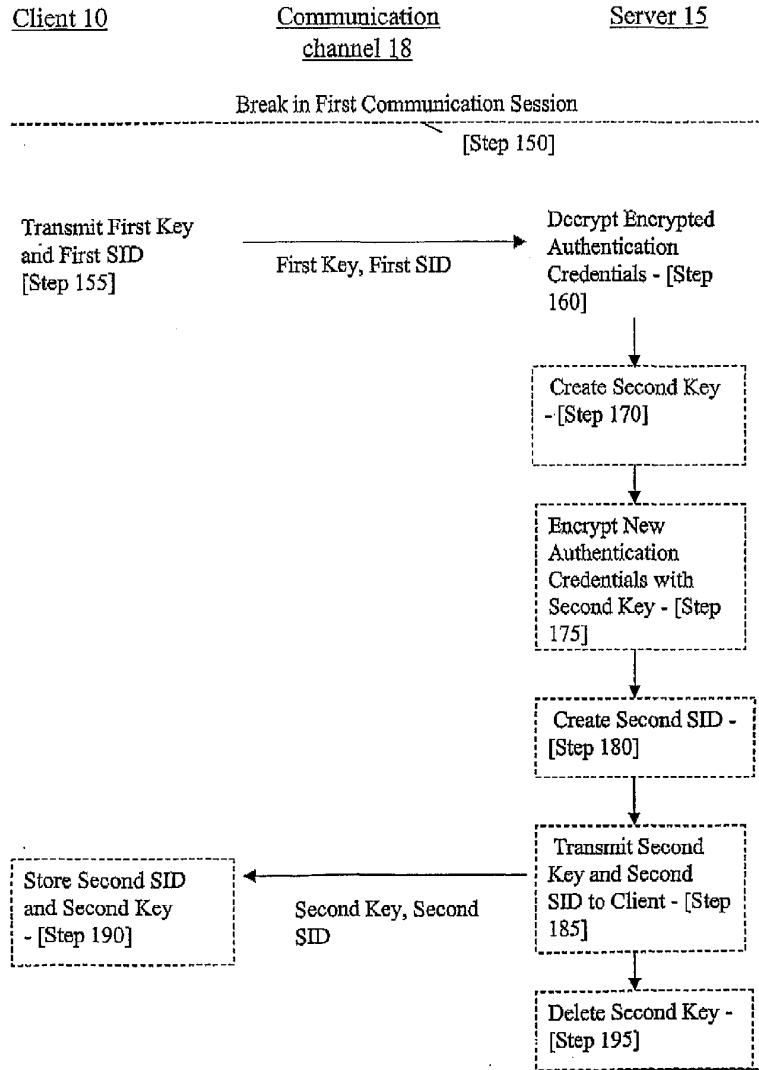 Client 10
Communication
channel 18
Server 15
Break in First Communication Session
[Step 150]
Transmit First Key
and First SID
[Step 155]
First Key, First SID
Decrypt Encrypted
Authentication
Credentials - [Step
160]
Create Second Key
- [Step 170]
Encrypt New
Authentication
Credentials with
Second Key - [Step
175]
Create Second SID -
[Step 180]
Transmit Second
Key and Second
SID to Client - [Step
185]
Second Key, Second
SID
Store Second SID
and Second Key
- [Step 190]
Delete Second Key -
[Step 195]